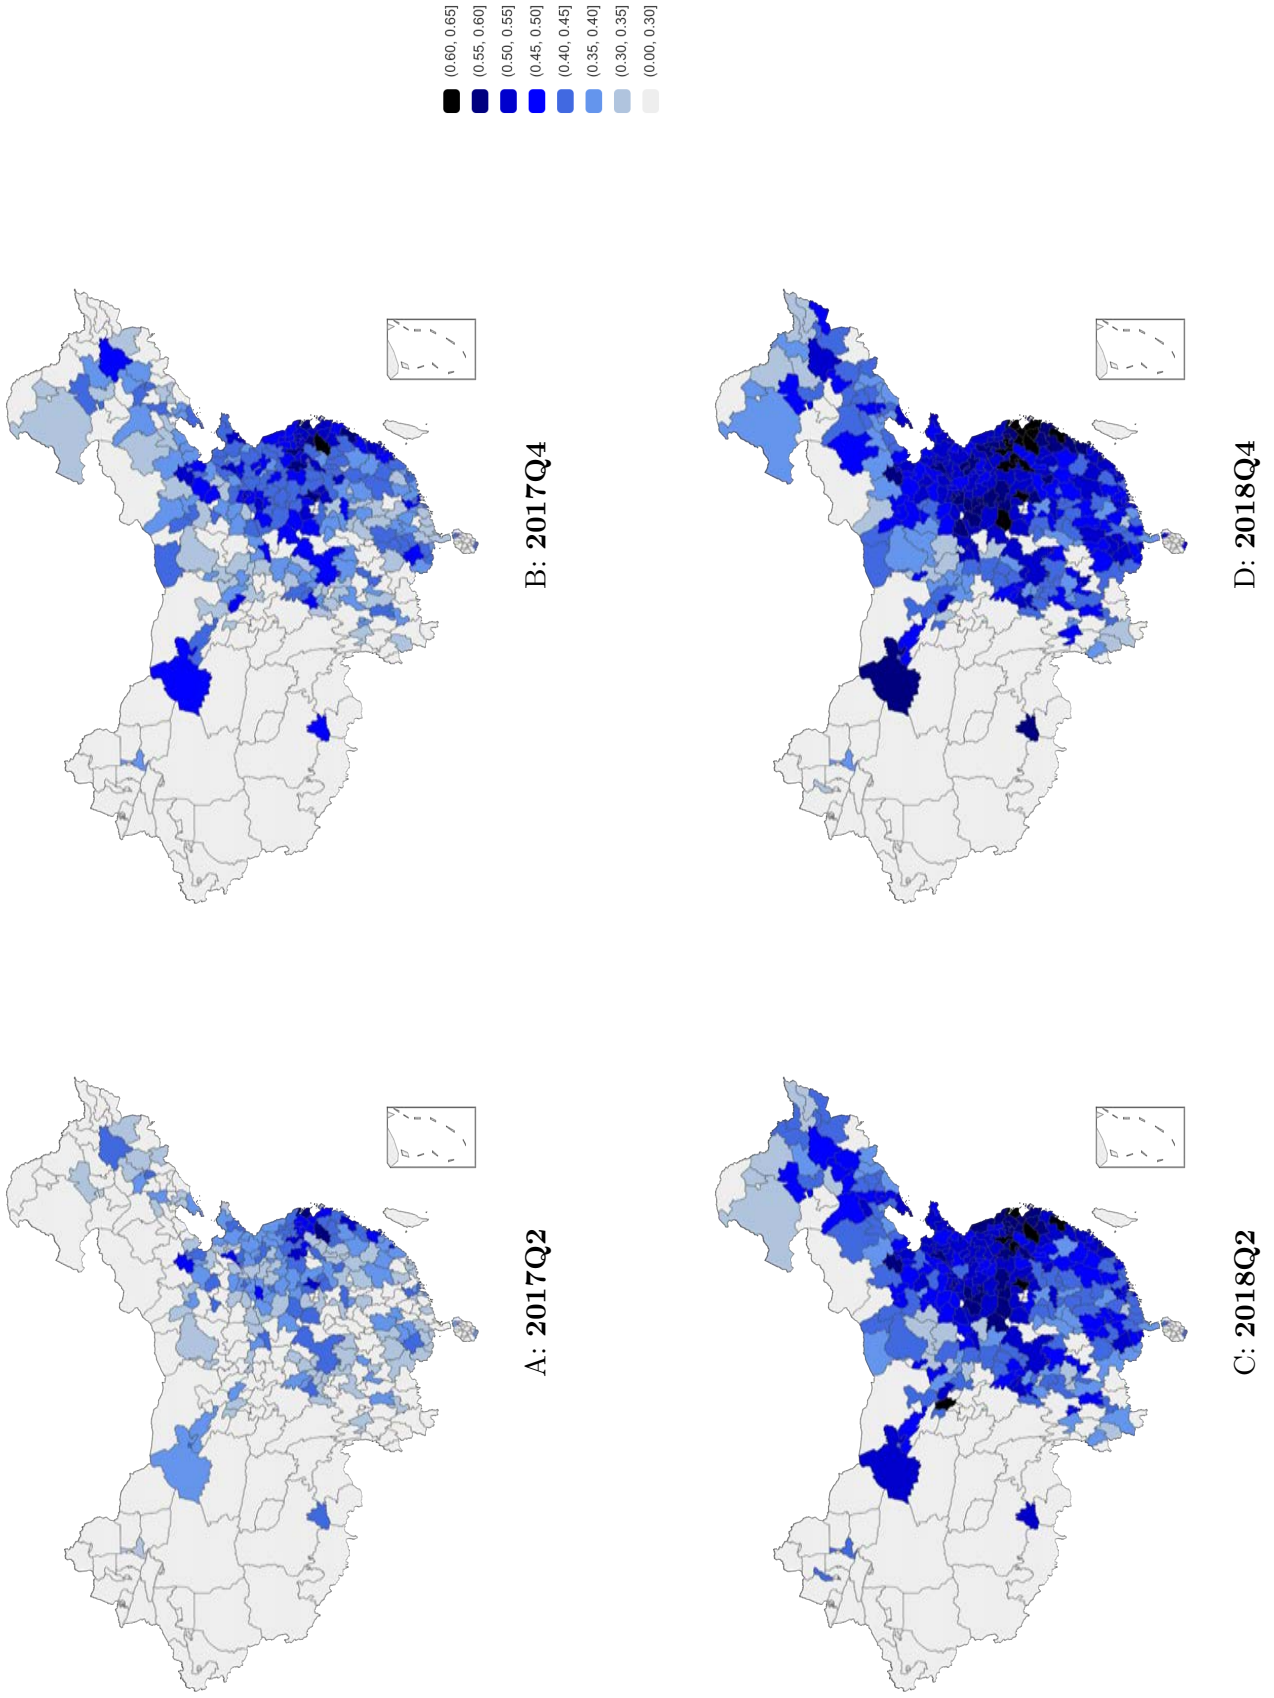 (0.60, 0.65]
(0.55, 0.60]
(0.50, 0.55]
(0.45, 0.50]
(0.40, 0.45]
(0.35, 0.40]
(0.30, 0.35]
(0.00, 0.30]
A: 2017Q2
B: 2017Q4
C: 2018Q2
D: 2018Q4